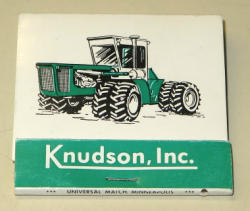 Knudson, Inc.
UNIVERSAL MATCH, MINNEAPOLIS